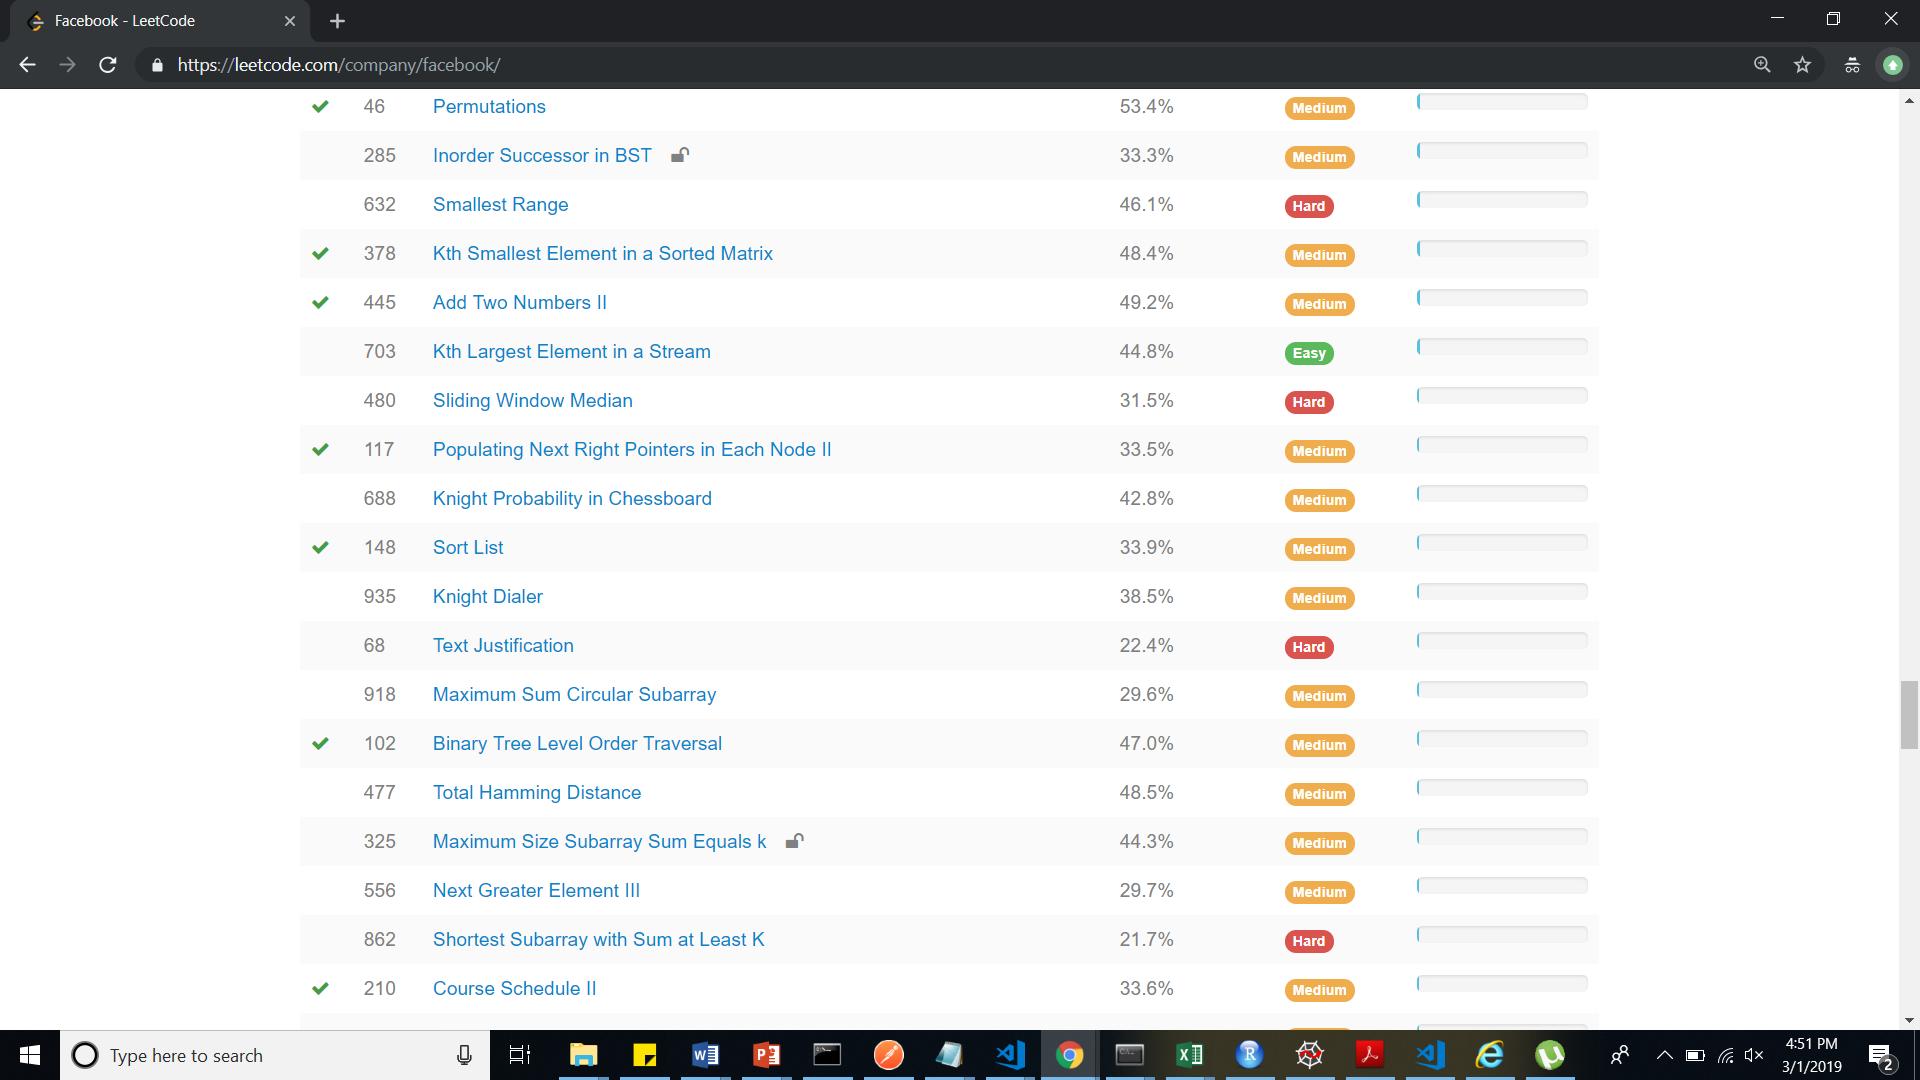 Facebook - LeetCode
https://leetcode.com/company/facebook/
46 Permutations 53.4% Medium
285 Inorder Successor in BST 33.3% Medium
632 Smallest Range 46.1% Hard
378 Kth Smallest Element in a Sorted Matrix 48.4% Medium
445 Add Two Numbers II 49.2% Medium
703 Kth Largest Element in a Stream 44.8% Easy
480 Sliding Window Median 31.5% Hard
117 Populating Next Right Pointers in Each Node II 33.5% Medium
688 Knight Probability in Chessboard 42.8% Medium
148 Sort List 33.9% Medium
935 Knight Dialer 38.5% Medium
68 Text Justification 22.4% Hard
918 Maximum Sum Circular Subarray 29.6% Medium
102 Binary Tree Level Order Traversal 47.0% Medium
477 Total Hamming Distance 48.5% Medium
325 Maximum Size Subarray Sum Equals k 44.3% Medium
556 Next Greater Element III 29.7% Medium
862 Shortest Subarray with Sum at Least K 21.7% Hard
210 Course Schedule II 33.6% Medium
Type here to search
4:51 PM
3/1/2019
2